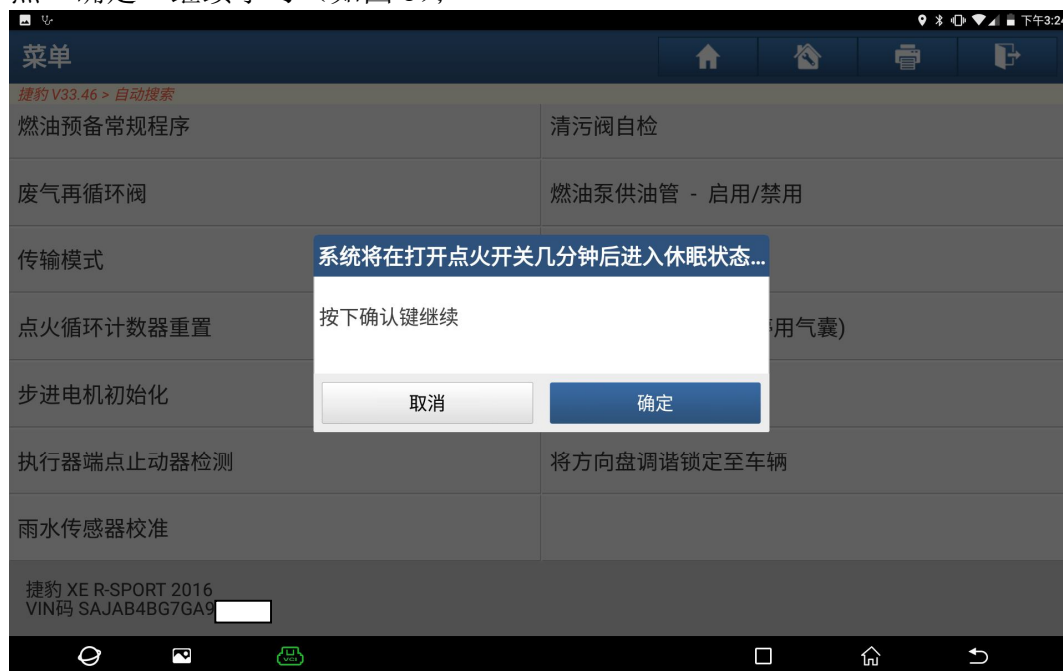 下午3:24
菜单
捷豹 V33.46 > 自动搜索
燃油预备常规程序
清污阀自检
废气再循环阀
燃油泵供油管 - 启用/禁用
传输模式
系统将在打开点火开关几分钟后进入休眠状态...
按下确认键继续
点火循环计数器重置
用气囊)
取消
确定
步进电机初始化
执行器端点止动器检测
将方向盘调谐锁定至车辆
雨水传感器校准
捷豹 XE R-SPORT 2016
VIN码 SAJAB4BG7GA9
VCI